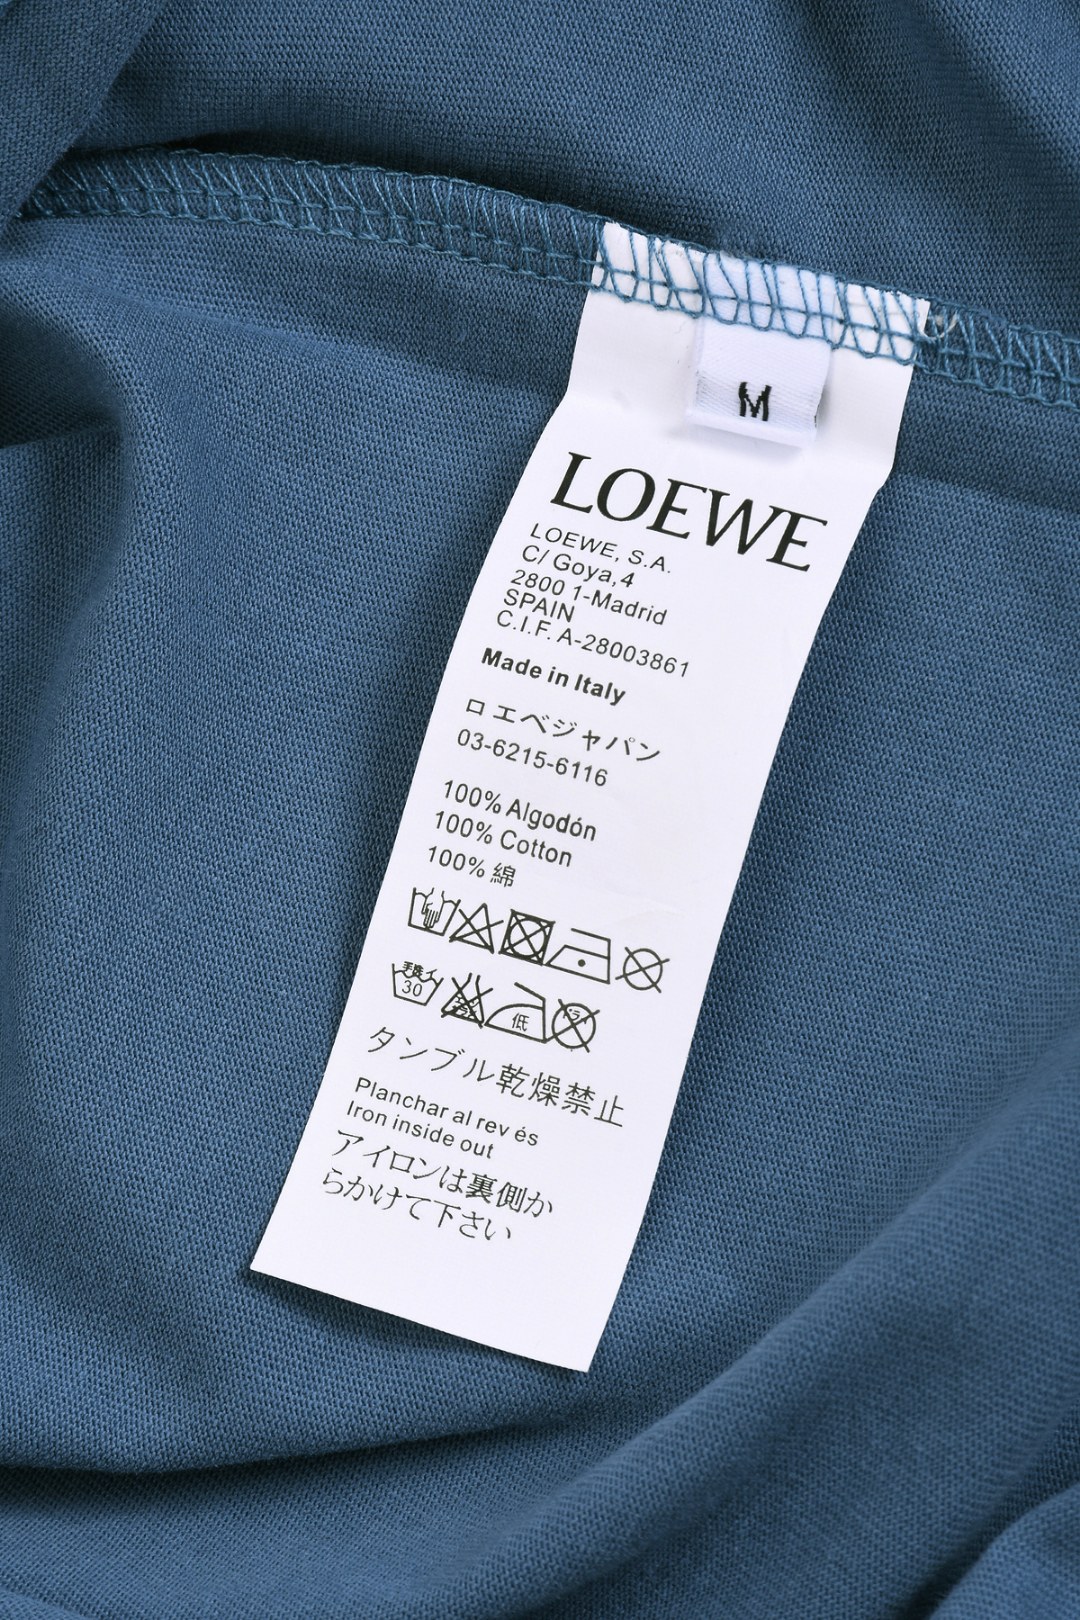 M
LOEWE
LOEWE, S.A.
C/ Goya,4
2800 1-Madrid
SPAIN
C.I.F. A-28003861
Made in Italy
ロエベジャパン
03-6215-6116
100% Algodón
100% Cotton
100% 綿
30
低
タンブル乾燥禁止
Planchar al rev és
Iron inside out
アイロンは裏側か
らかけて下さい